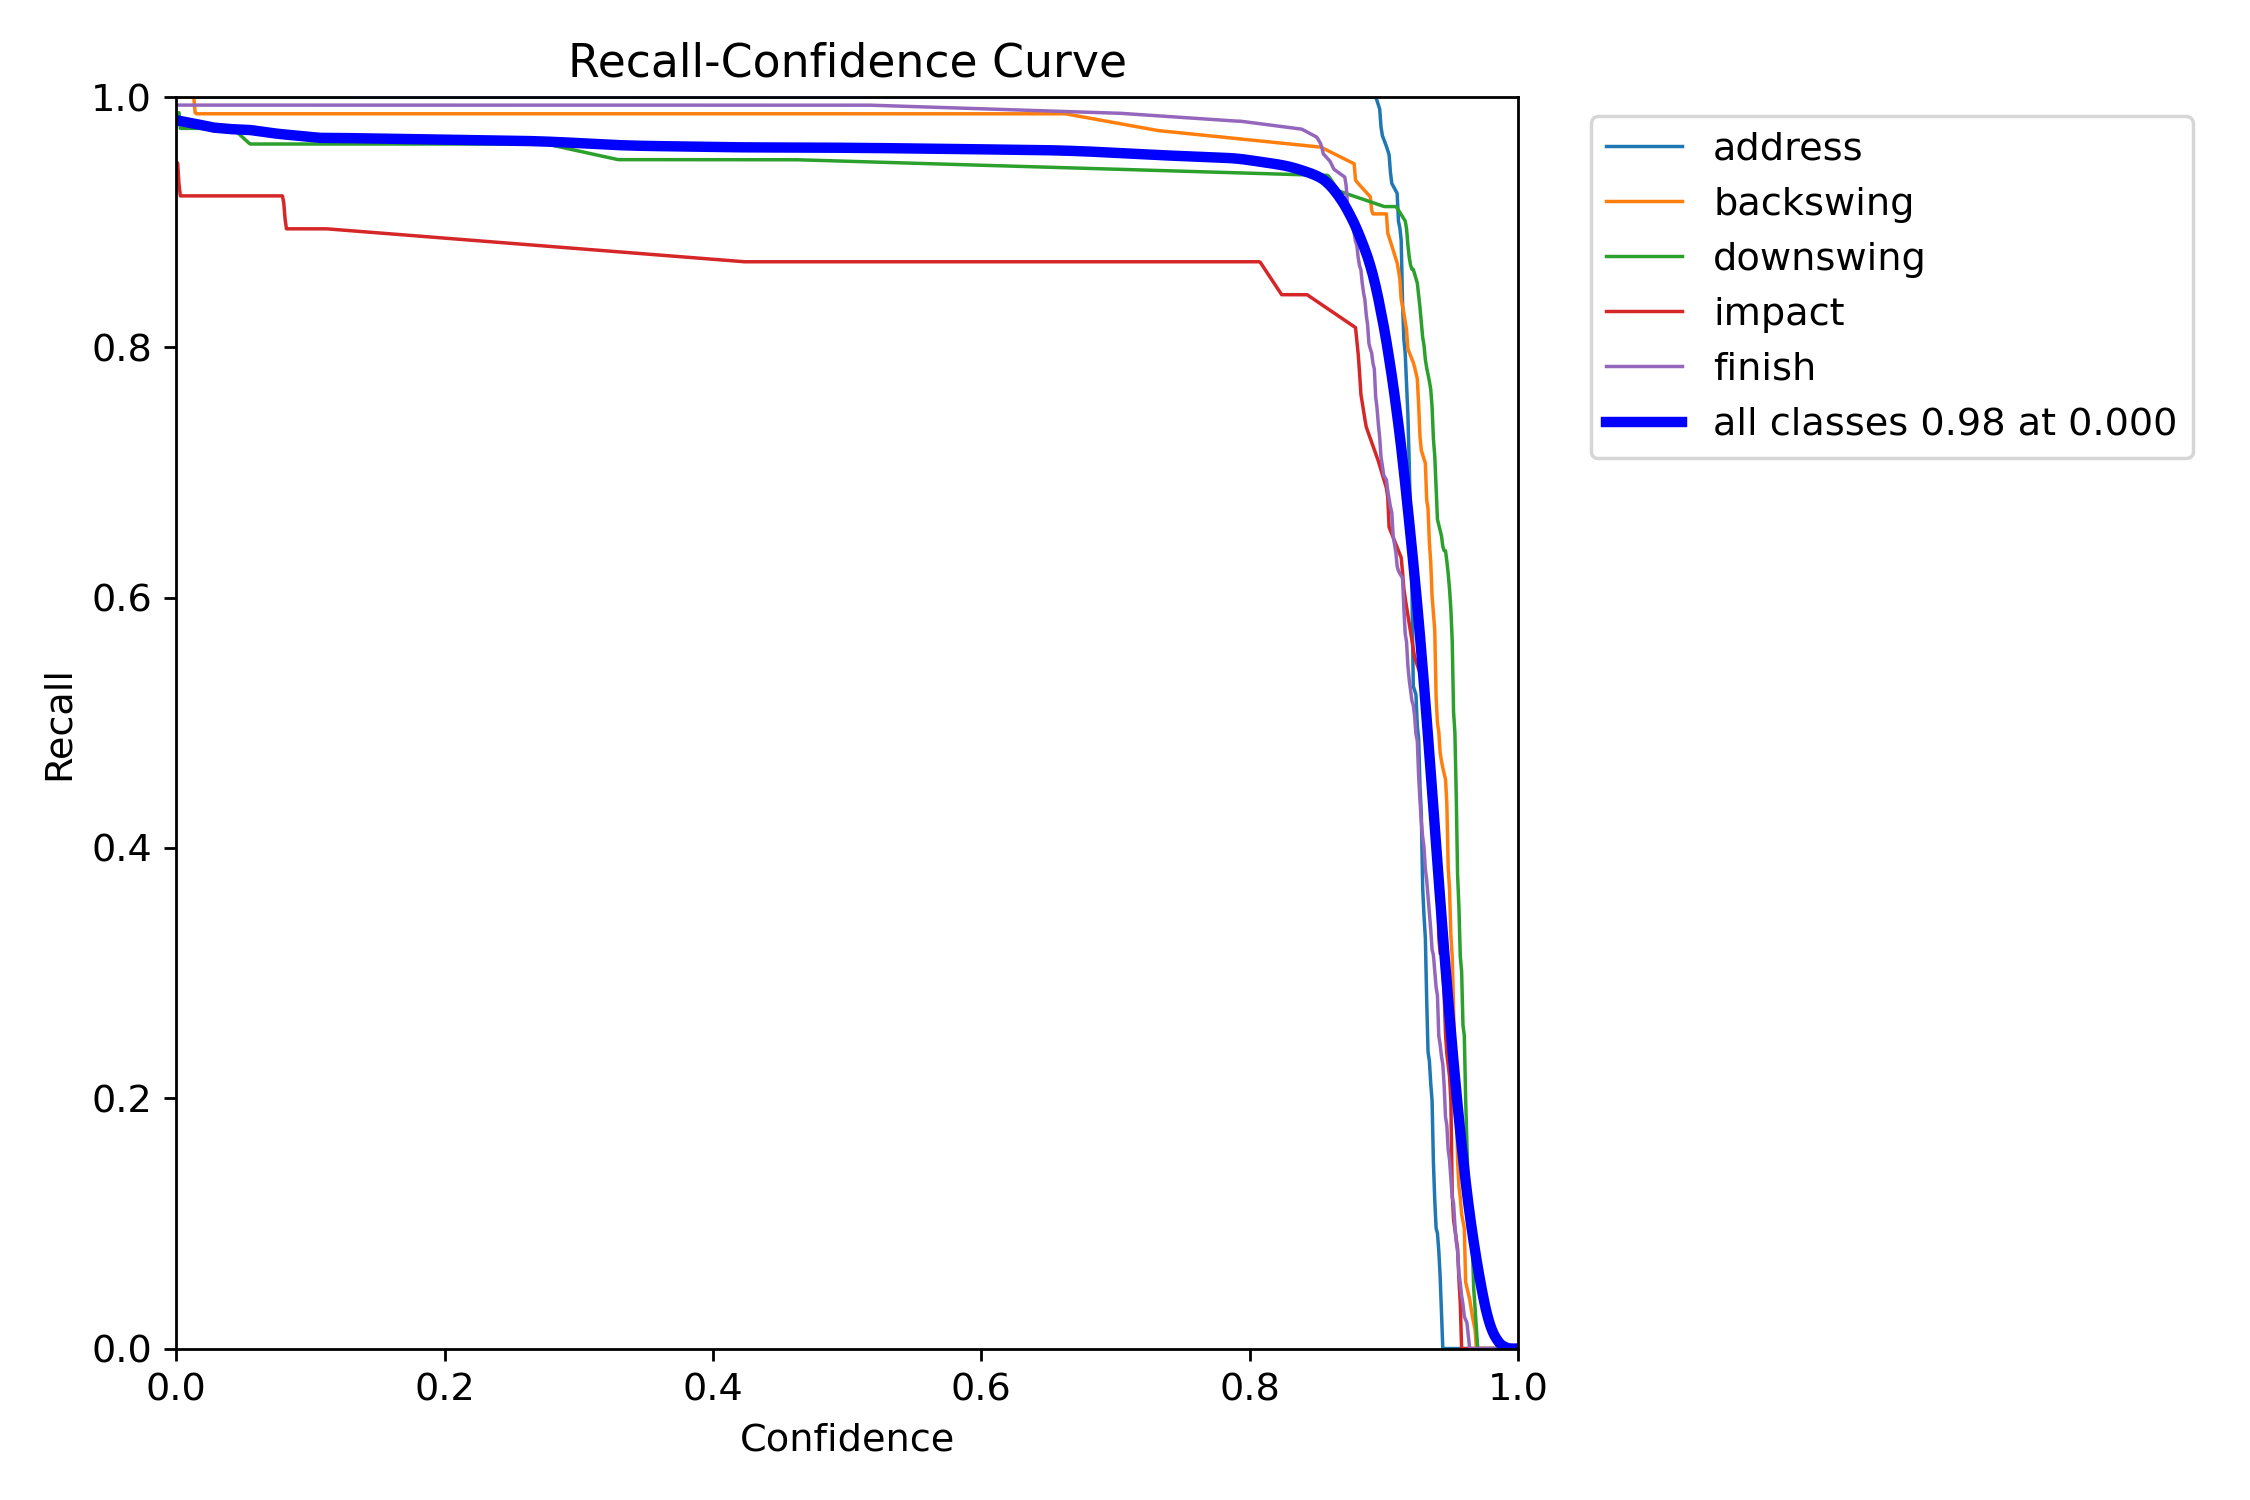 Recall-Confidence Curve
1.0
0.8
0.6
0.4
0.2
0.0
Recall
0.0 0.2 0.4 0.6 0.8 1.0
Confidence
address
backswing
downswing
impact
finish
all classes 0.98 at 0.000